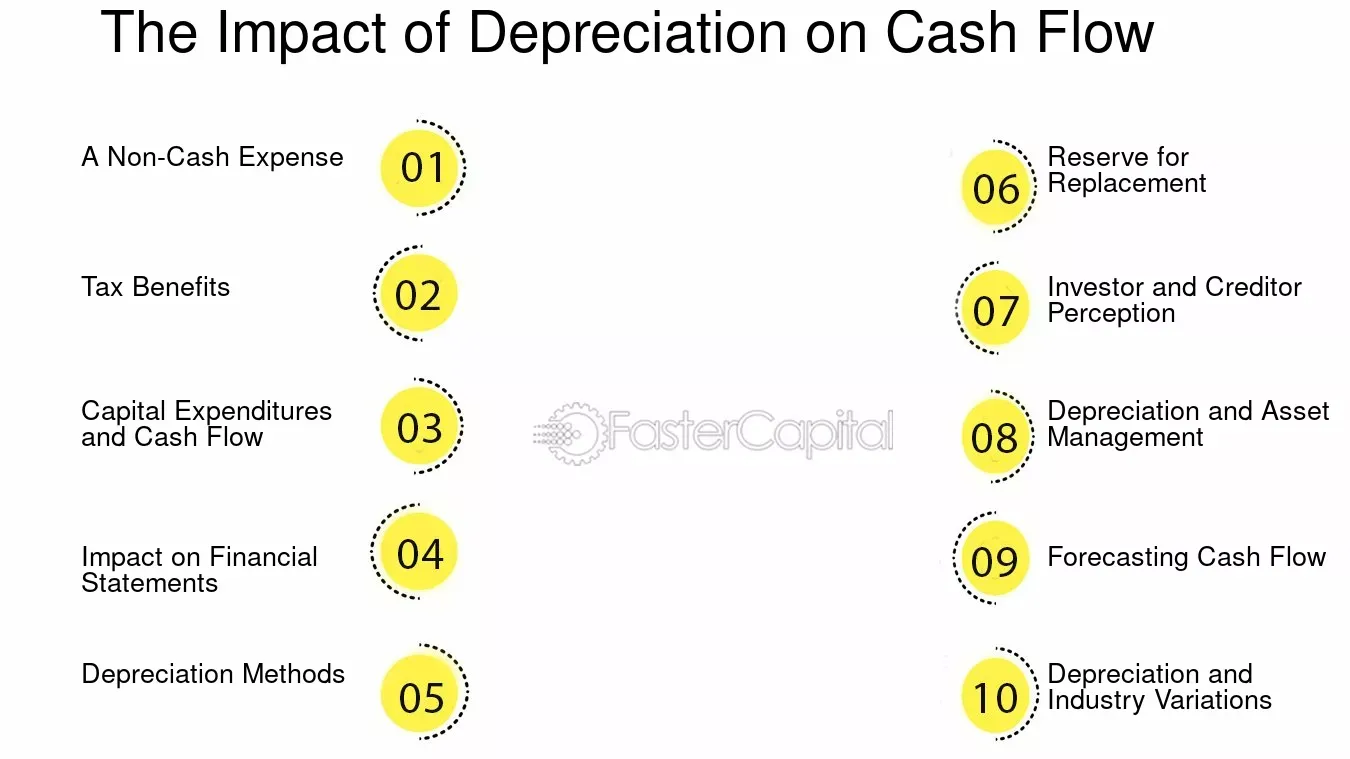 The Impact of Depreciation on Cash Flow
A Non-Cash Expense
01
Tax Benefits
02
Capital Expenditures
and Cash Flow
03
Impact on Financial
Statements
04
Depreciation Methods
05
FasterCapital
06
Reserve for
Replacement
07
Investor and Creditor
Perception
08
Depreciation and Asset
Management
09
Forecasting Cash Flow
10
Depreciation and
Industry Variations